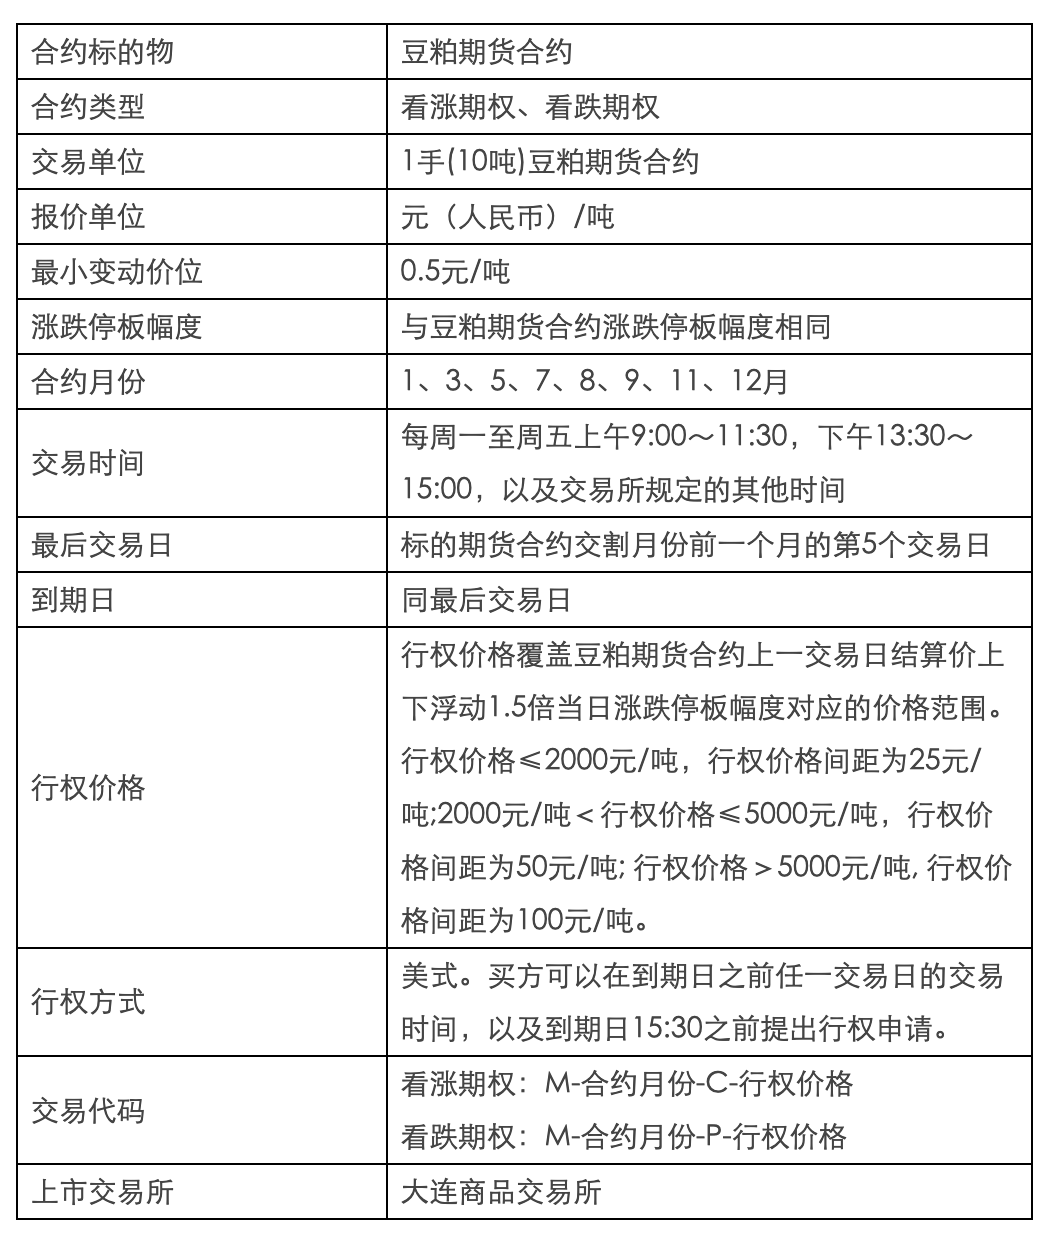 合约标的物
豆粕期货合约
合约类型
看涨期权、看跌期权
交易单位
1手(10吨)豆粕期货合约
报价单位
元（人民币）/吨
最小变动价位
0.5元/吨
涨跌停板幅度
与豆粕期货合约涨跌停板幅度相同
合约月份
1、3、5、7、8、9、11、12月
交易时间
每周一至周五上午9:00～11:30，下午13:30～
15:00，以及交易所规定的其他时间
最后交易日
标的期货合约交割月份前一个月的第5个交易日
到期日
同最后交易日
行权价格
行权价格覆盖豆粕期货合约上一交易日结算价上
下浮动1.5倍当日涨跌停板幅度对应的价格范围。
行权价格≤2000元/吨，行权价格间距为25元/
吨;2000元/吨＜行权价格≤5000元/吨，行权价
格间距为50元/吨; 行权价格＞5000元/吨, 行权价
格间距为100元/吨。
行权方式
美式。买方可以在到期日之前任一交易日的交易
时间，以及到期日15:30之前提出行权申请。
交易代码
看涨期权：M-合约月份-C-行权价格
看跌期权：M-合约月份-P-行权价格
上市交易所
大连商品交易所